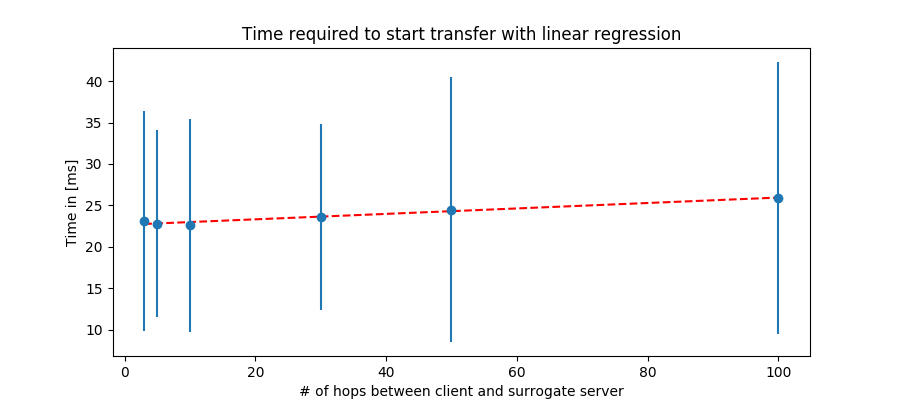 Time required to start transfer with linear regression
40
35
30
25
20
15
10
Time in [ms]
0 20 40 60 80 100
# of hops between client and surrogate server